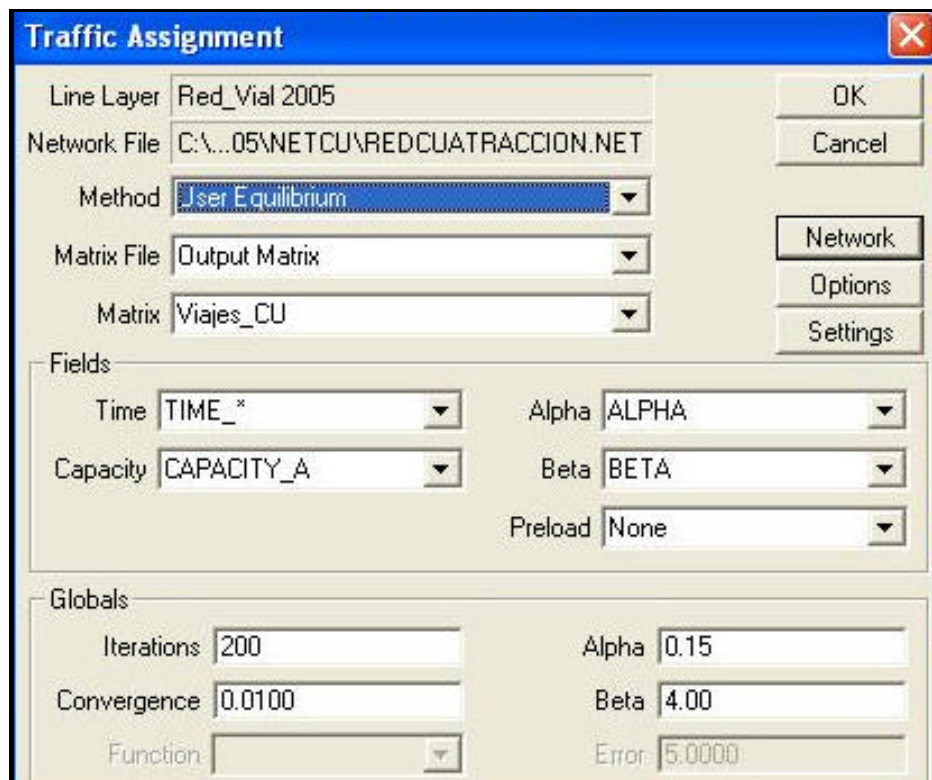 Traffic Assignment
Line Layer Red_Vial 2005 OK
Network File C:\...05\NETCU\REDCUATRACCION.NET Cancel
Method User Equilibrium
Network
Matrix File Output Matrix
Options
Matrix Viajes_CU
Settings
Fields
Time TIME_* Alpha ALPHA
Capacity CAPACITY_A Beta BETA
Preload None
Globals
Iterations 200 Alpha 0.15
Convergence 0.0100 Beta 4.00
Function Error 5.0000